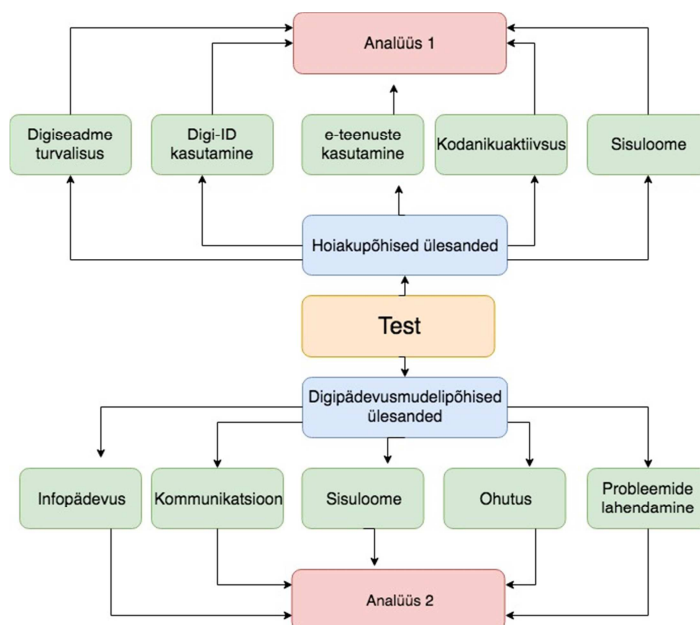 Analüüs 1
Digiseadme
turvalisus
Digi-ID
kasutamine
e-teenuste
kasutamine
Kodanikuaktiivsus
Sisuloome
Hoiakupõhised ülesanded
Test
Digipädevusmudelipõhised
ülesanded
Infopädevus
Kommunikatsioon
Sisuloome
Ohutus
Probleemide
lahendamine
Analüüs 2